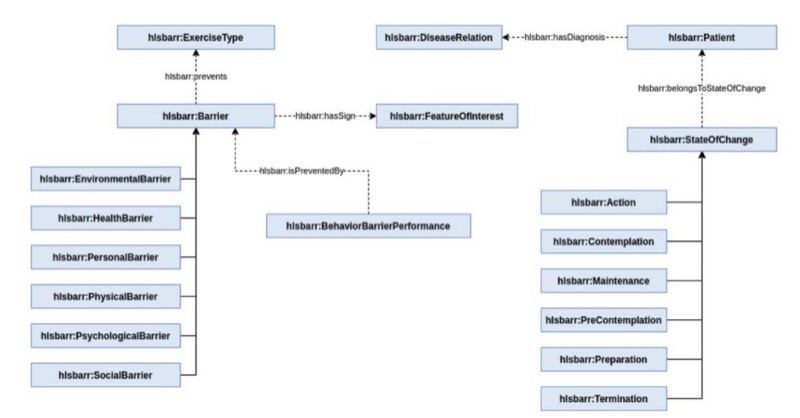 hlsbarr:ExerciseType
hlsbarr:DiseaseRelation
hlsbarr:hasDiagnosis
hlsbarr:Patient
hlsbarr:prevents
hlsbarr:belongsToStateOfChange
hlsbarr:Barrier
hlsbarr:hasSign
hlsbarr:FeatureOfInterest
hlsbarr:StateOfChange
hlsbarr:isPreventedBy
hlsbarr:EnvironmentalBarrier
hlsbarr:HealthBarrier
hlsbarr:PersonalBarrier
hlsbarr:PhysicalBarrier
hlsbarr:PsychologicalBarrier
hlsbarr:SocialBarrier
hlsbarr:BehaviorBarrierPerformance
hlsbarr:Action
hlsbarr:Contemplation
hlsbarr:Maintenance
hlsbarr:PreContemplation
hlsbarr:Preparation
hlsbarr:Termination